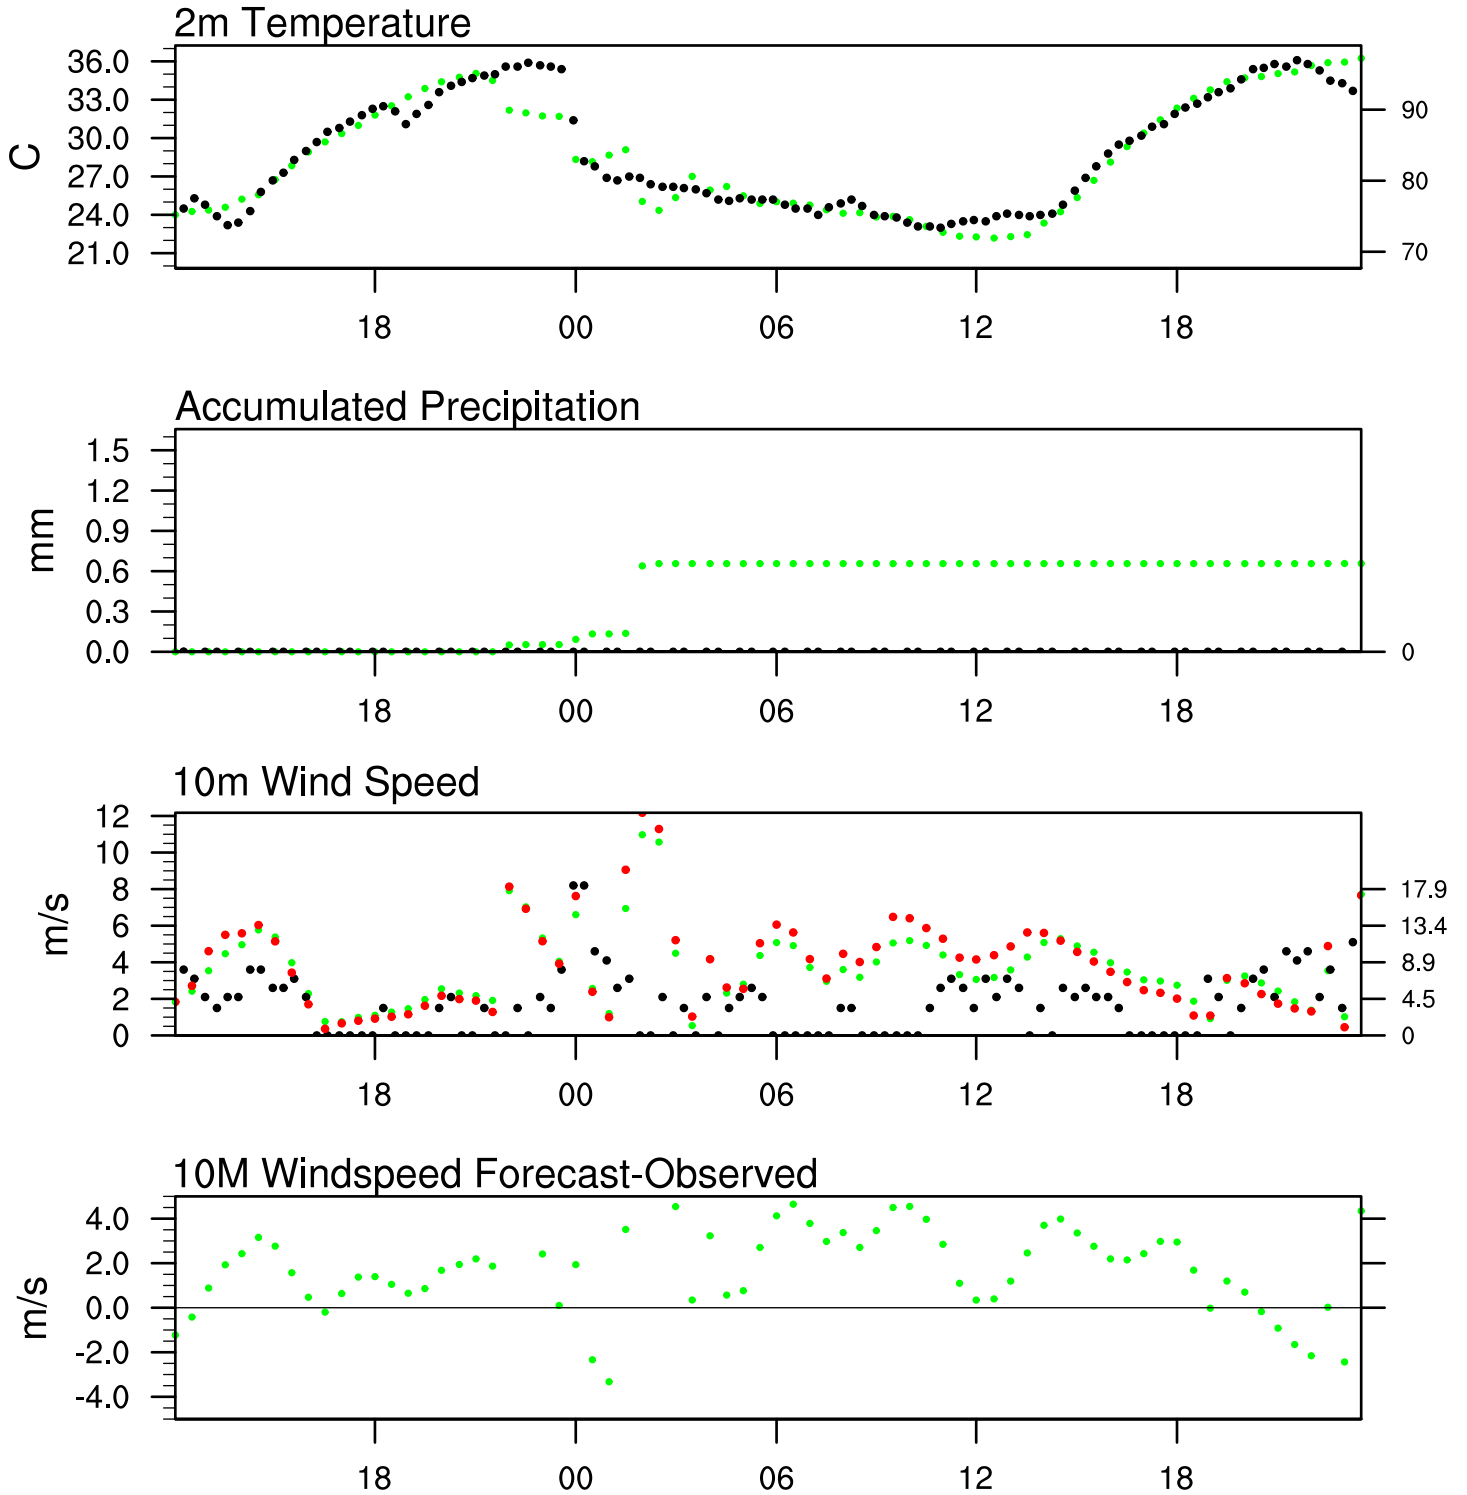 2m Temperature
36.0
33.0
30.0
27.0
24.0
21.0
C
90
80
70
18 00 06 12 18
Accumulated Precipitation
1.5
1.2
0.9
0.6
0.3
0.0
mm
0
18 00 06 12 18
10m Wind Speed
12
10
8
6
4
2
0
m/s
17.9
13.4
8.9
4.5
0
18 00 06 12 18
10M Windspeed Forecast-Observed
4.0
2.0
0.0
-2.0
-4.0
m/s
18 00 06 12 18